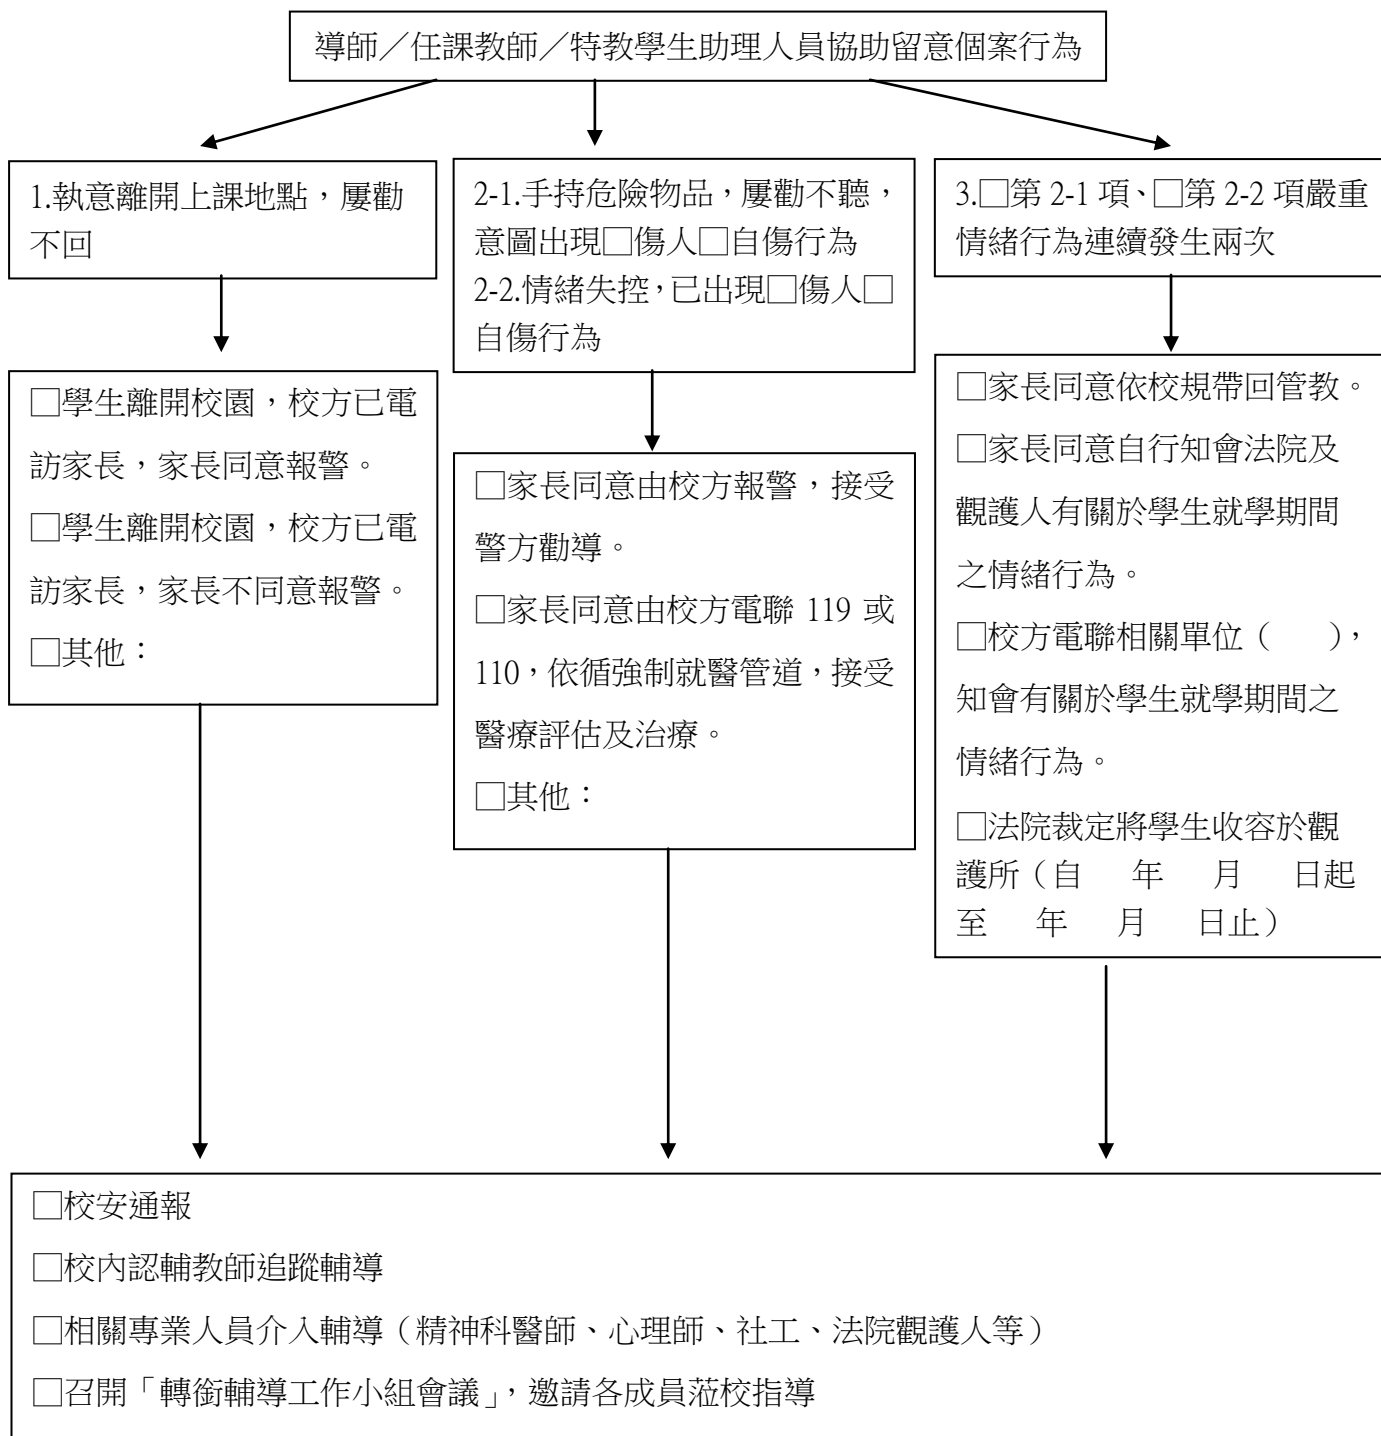 導師／任課教師／特教學生助理人員協助留意個案行為
1.執意離開上課地點，屢勸
不回
2-1.手持危險物品，屢勸不聽，
意圖出現□傷人□自傷行為
2-2.情緒失控，已出現□傷人□
自傷行為
3.□第 2-1 項、□第 2-2 項嚴重
情緒行為連續發生兩次
□學生離開校園，校方已電
訪家長，家長同意報警。
□學生離開校園，校方已電
訪家長，家長不同意報警。
□其他：
□家長同意由校方報警，接受
警方勸導。
□家長同意由校方電聯 119 或
110，依循強制就醫管道，接受
醫療評估及治療。
□其他：
□家長同意依校規帶回管教。
□家長同意自行知會法院及
觀護人有關於學生就學期間
之情緒行為。
□校方電聯相關單位（　　），
知會有關於學生就學期間之
情緒行為。
□法院裁定將學生收容於觀
護所（自　　年　　月　　日起
至　　年　　月　　日止）
□校安通報
□校內認輔教師追蹤輔導
□相關專業人員介入輔導（精神科醫師、心理師、社工、法院觀護人等）
□召開「轉銜輔導工作小組會議」，邀請各成員蒞校指導